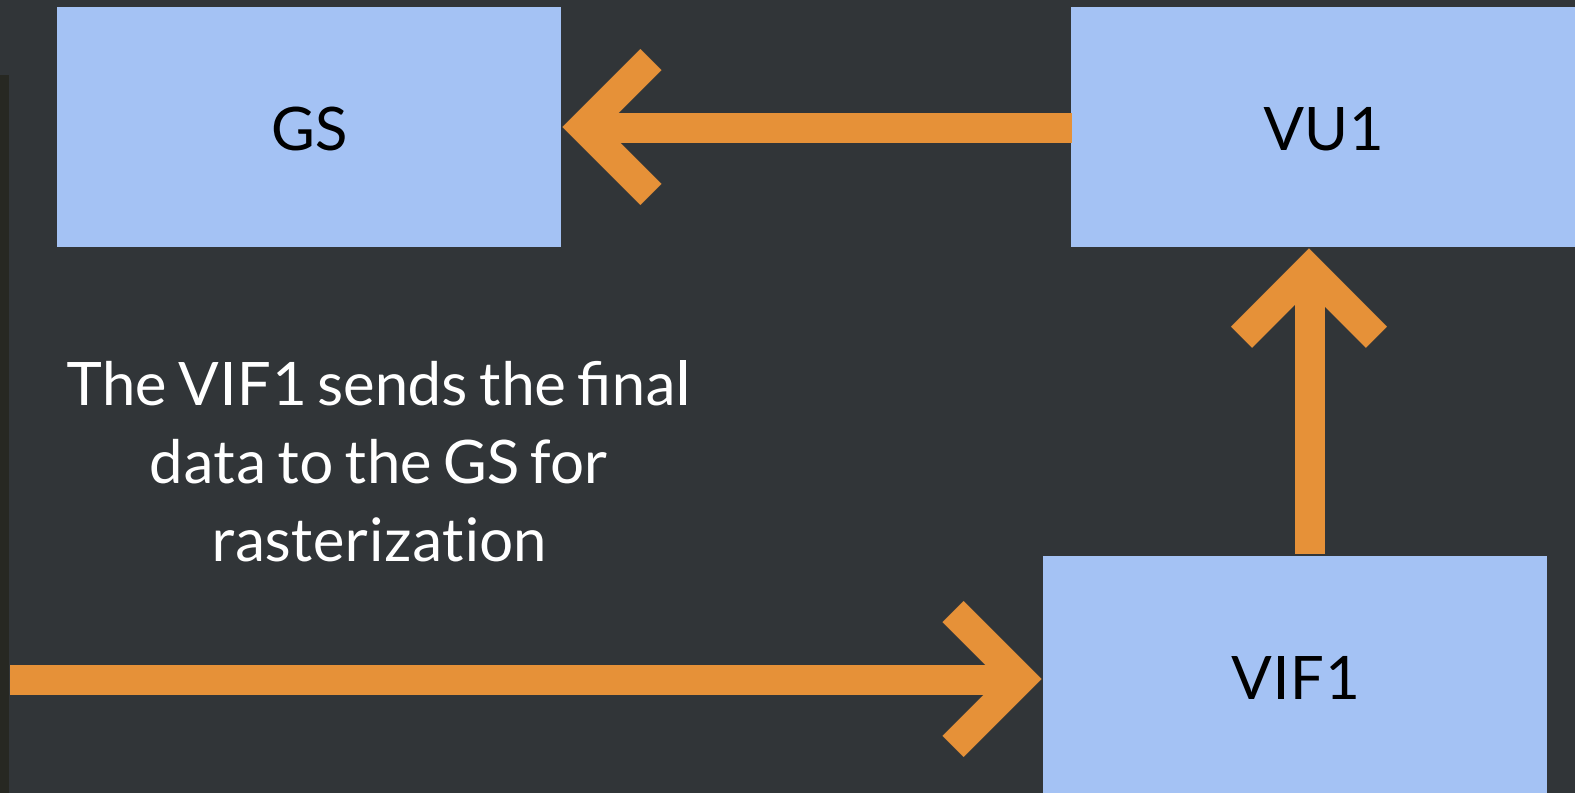 GS
VU1
The VIF1 sends the final
data to the GS for
rasterization
VIF1